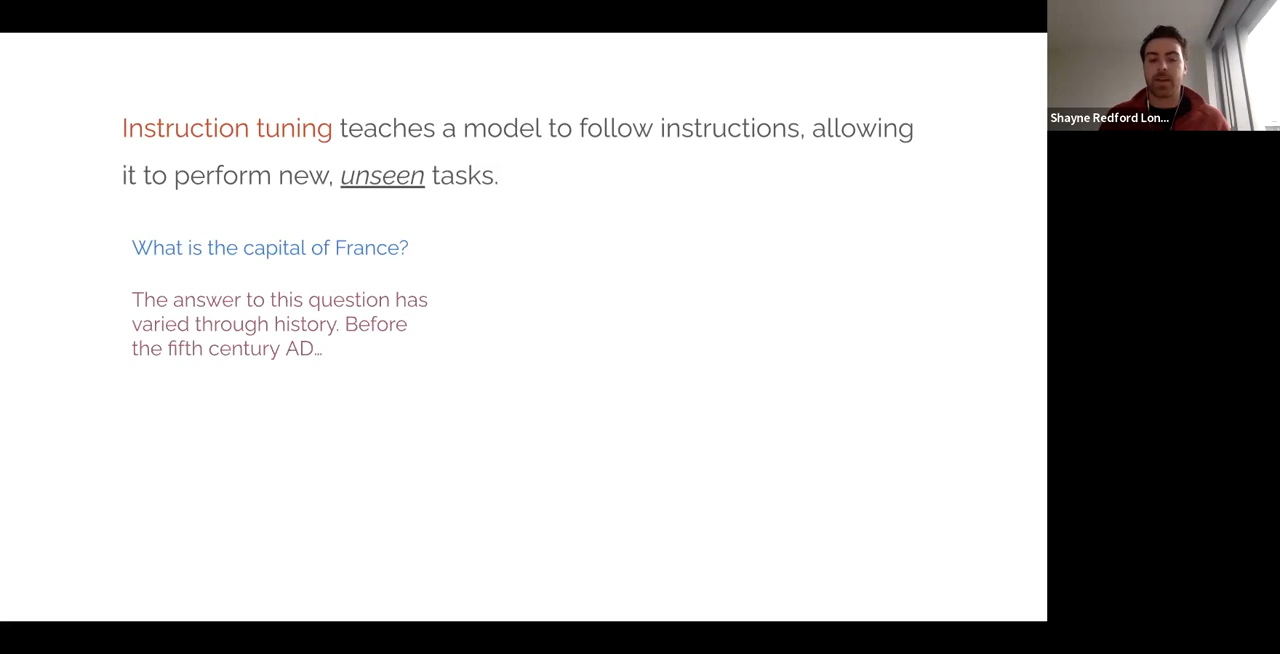 Instruction tuning teaches a model to follow instructions, allowing
it to perform new, unseen tasks.
What is the capital of France?
The answer to this question has
varied through history. Before
the fifth century AD…
Shayne Redford Lon...